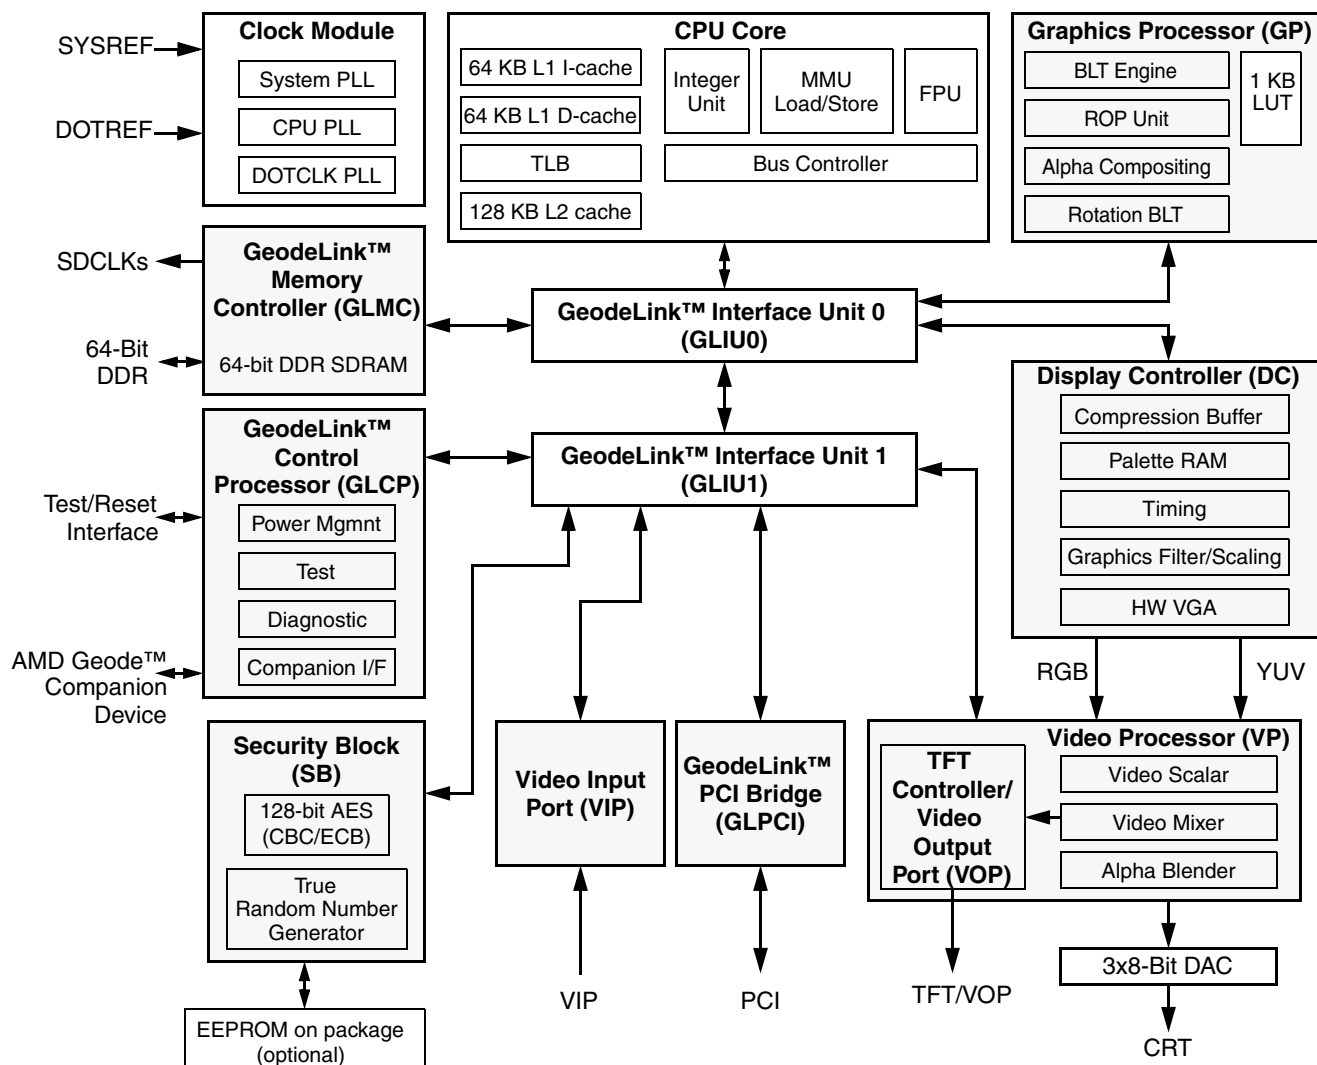 SYSREF
DOTREF
Clock Module
System PLL
CPU PLL
DOTCLK PLL
CPU Core
64 KB L1 I-cache
64 KB L1 D-cache
TLB
128 KB L2 cache
Integer
Unit
MMU
Load/Store
FPU
Bus Controller
Graphics Processor (GP)
BLT Engine
ROP Unit
Alpha Compositing
Rotation BLT
1 KB
LUT
SDCLKs
64-Bit
DDR
GeodeLink™
Memory
Controller (GLMC)
64-bit DDR SDRAM
GeodeLink™ Interface Unit 0
(GLIU0)
Display Controller (DC)
Compression Buffer
Palette RAM
Timing
Graphics Filter/Scaling
HW VGA
GeodeLink™
Control
Processor (GLCP)
Power Mgmnt
Test
Diagnostic
Companion I/F
Test/Reset
Interface
AMD Geode™
Companion
Device
GeodeLink™ Interface Unit 1
(GLIU1)
RGB
YUV
Security Block
(SB)
128-bit AES
(CBC/ECB)
True
Random Number
Generator
EEPROM on package
(optional)
Video Input
Port (VIP)
VIP
GeodeLink™
PCI Bridge
(GLPCI)
PCI
Video Processor (VP)
TFT
Controller/
Video
Output
Port (VOP)
Video Scalar
Video Mixer
Alpha Blender
TFT/VOP
3x8-Bit DAC
CRT